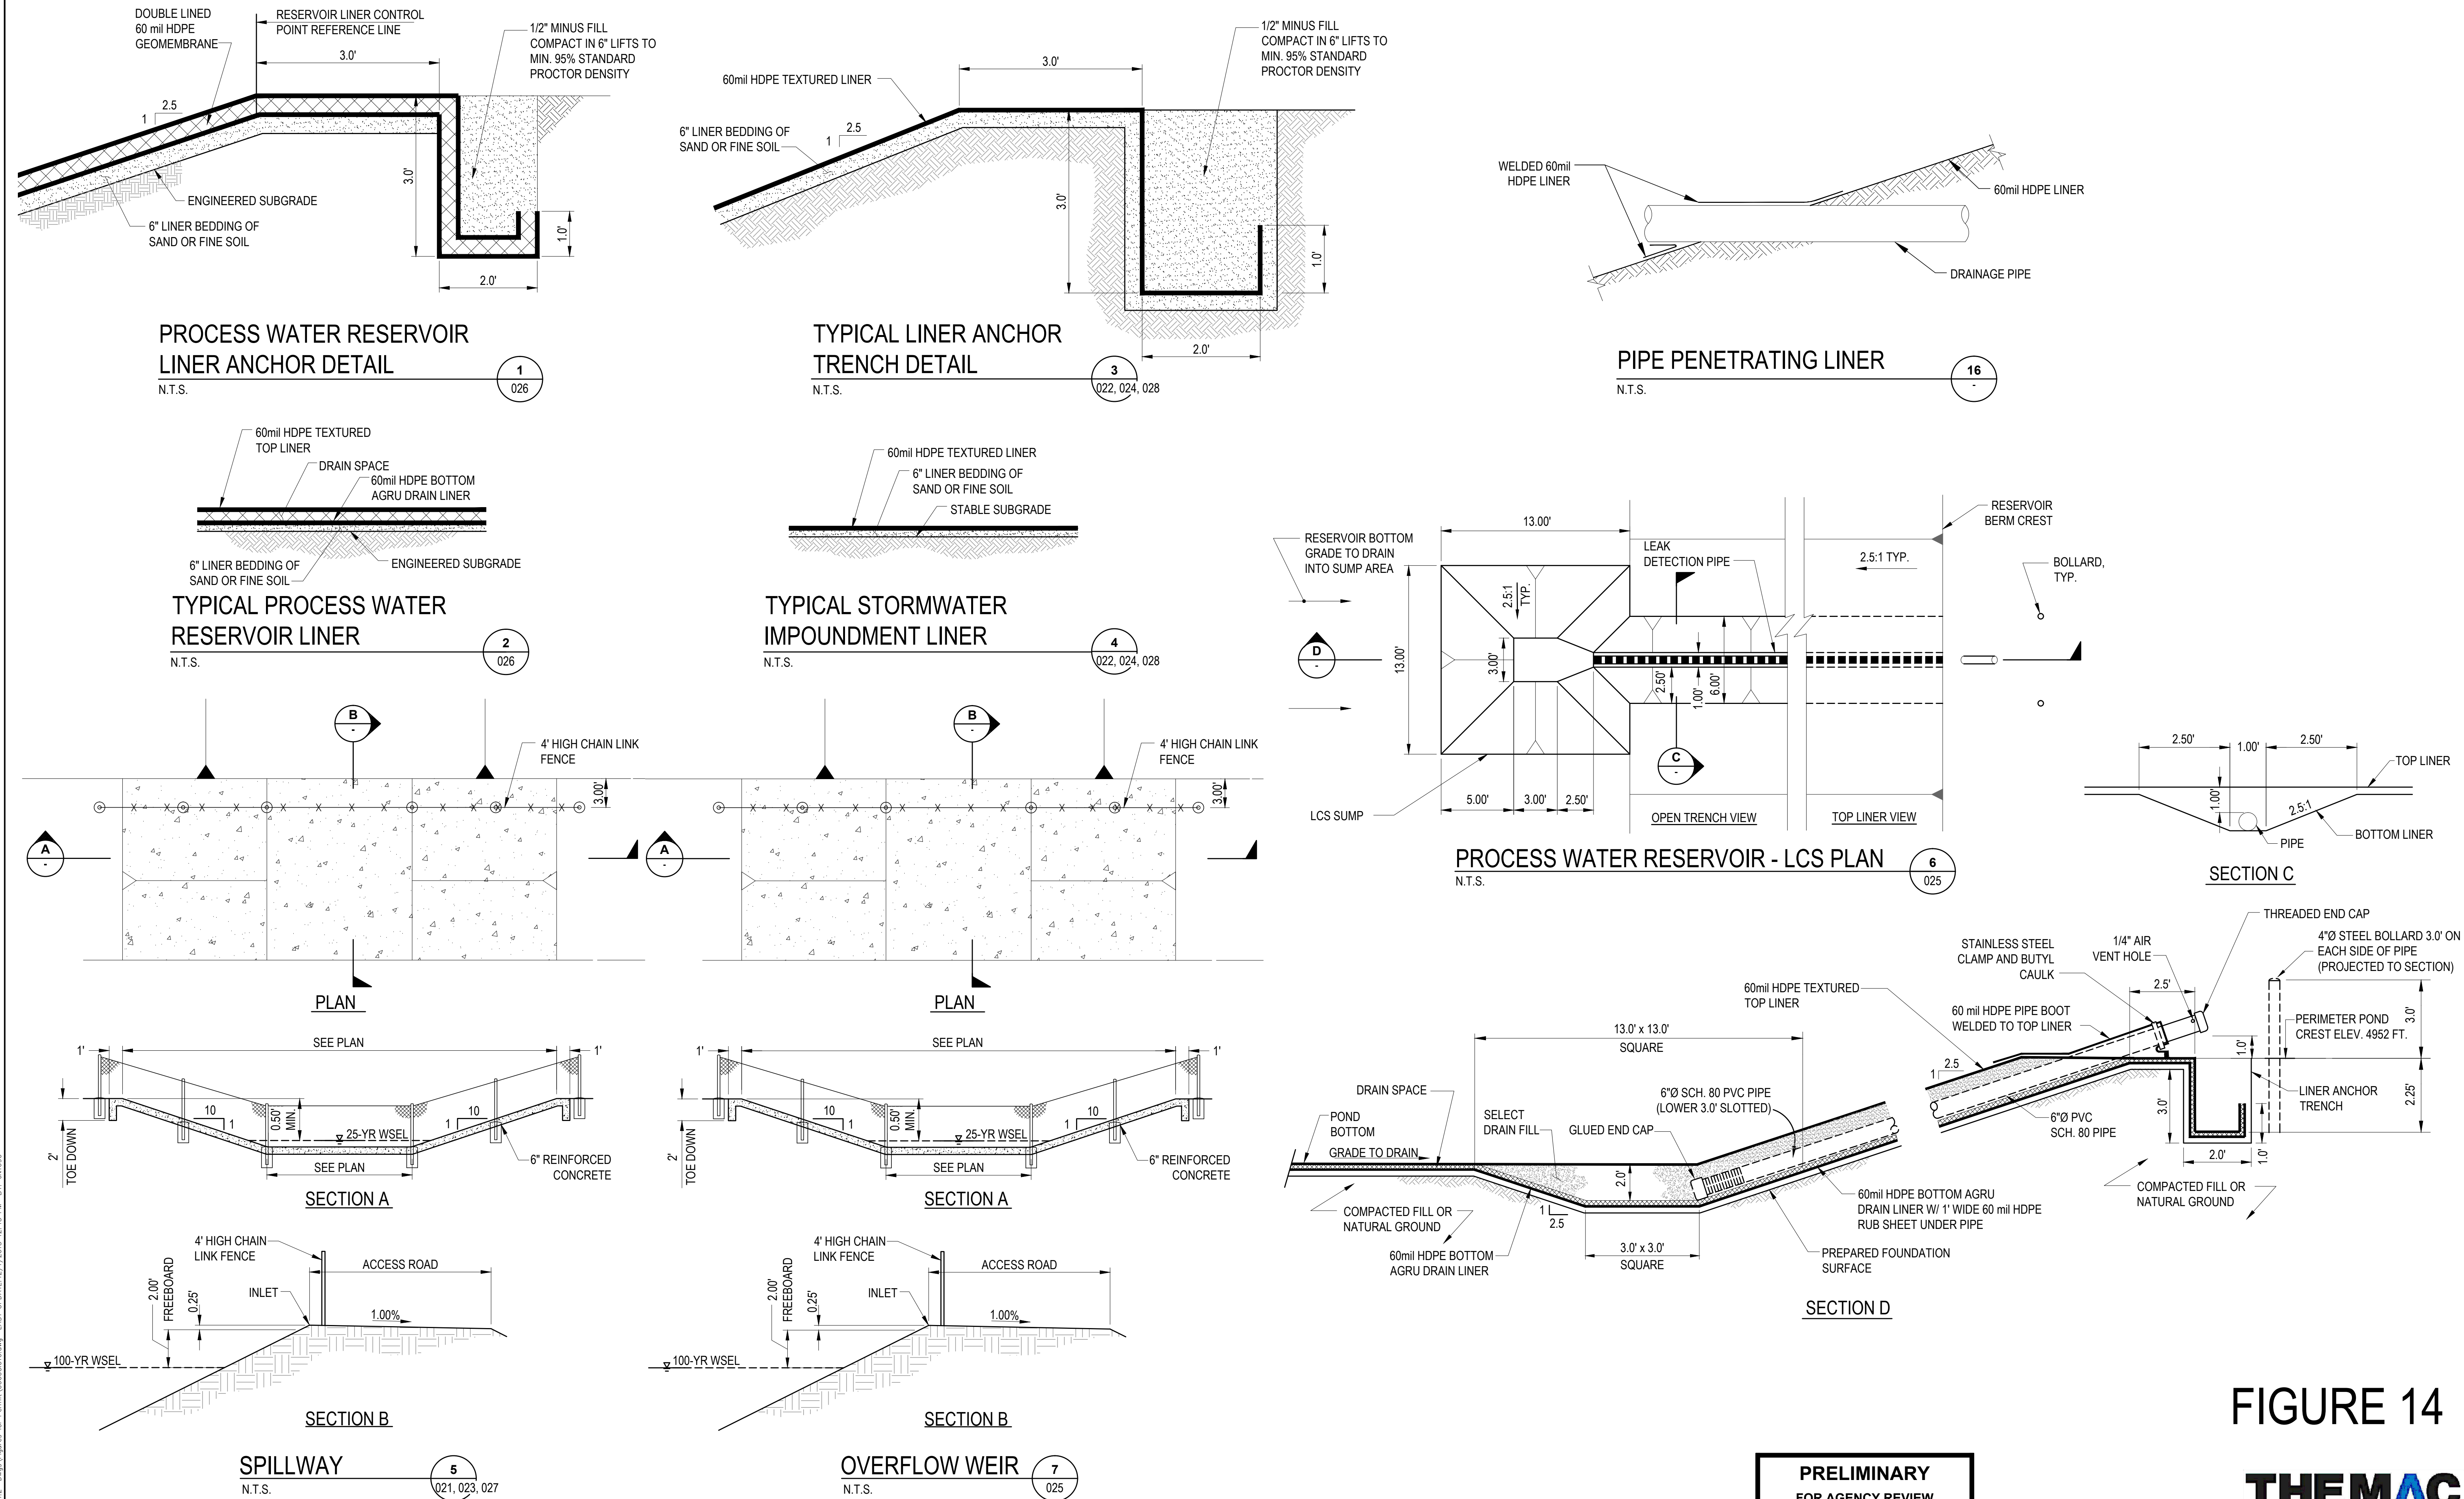 DOUBLE LINED
60 mil HDPE
GEOMEMBRANE
RESERVOIR LINER CONTROL
POINT REFERENCE LINE
3.0'
1/2" MINUS FILL
COMPACT IN 6" LIFTS TO
MIN. 95% STANDARD
PROCTOR DENSITY
2.5
1
3.0'
ENGINEERED SUBGRADE
6" LINER BEDDING OF
SAND OR FINE SOIL
1.0'
2.0'
PROCESS WATER RESERVOIR
LINER ANCHOR DETAIL
N.T.S.
1
026
60mil HDPE TEXTURED LINER
3.0'
1/2" MINUS FILL
COMPACT IN 6" LIFTS TO
MIN. 95% STANDARD
PROCTOR DENSITY
6" LINER BEDDING OF
SAND OR FINE SOIL
2.5
1
3.0'
1.0'
2.0'
TYPICAL LINER ANCHOR
TRENCH DETAIL
N.T.S.
3
022, 024, 028
WELDED 60mil
HDPE LINER
60mil HDPE LINER
DRAINAGE PIPE
PIPE PENETRATING LINER
N.T.S.
16
-
60mil HDPE TEXTURED
TOP LINER
DRAIN SPACE
60mil HDPE BOTTOM
AGRU DRAIN LINER
6" LINER BEDDING OF
SAND OR FINE SOIL
ENGINEERED SUBGRADE
TYPICAL PROCESS WATER
RESERVOIR LINER
N.T.S.
2
026
60mil HDPE TEXTURED LINER
6" LINER BEDDING OF
SAND OR FINE SOIL
STABLE SUBGRADE
TYPICAL STORMWATER
IMPOUNDMENT LINER
N.T.S.
4
022, 024, 028
RESERVOIR BOTTOM
GRADE TO DRAIN
INTO SUMP AREA
13.00'
LEAK
DETECTION PIPE
2.5:1 TYP.
RESERVOIR
BERM CREST
BOLLARD,
TYP.
2.5:1
TYP.
D
-
13.00'
3.00'
2.50'
1.00'
6.00'
C
-
5.00'
3.00'
2.50'
LCS SUMP
OPEN TRENCH VIEW
TOP LINER VIEW
PROCESS WATER RESERVOIR - LCS PLAN
N.T.S.
6
025
2.50'
1.00'
2.50'
TOP LINER
1.00'
2.5:1
BOTTOM LINER
PIPE
SECTION C
B
-
4' HIGH CHAIN LINK
FENCE
3.00'
A
-
PLAN
1'
SEE PLAN
1'
10
1
0.50'
MIN.
10
1
25-YR WSEL
2'
TOE DOWN
SEE PLAN
6" REINFORCED
CONCRETE
SECTION A
4' HIGH CHAIN
LINK FENCE
ACCESS ROAD
2.00'
FREEBOARD
0.25'
INLET
1.00%
100-YR WSEL
SECTION B
SPILLWAY
N.T.S.
5
021, 023, 027
B
-
4' HIGH CHAIN LINK
FENCE
3.00'
A
-
PLAN
1'
SEE PLAN
1'
10
1
0.50'
MIN.
10
1
25-YR WSEL
2'
TOE DOWN
SEE PLAN
6" REINFORCED
CONCRETE
SECTION A
4' HIGH CHAIN
LINK FENCE
ACCESS ROAD
2.00'
FREEBOARD
0.25'
INLET
1.00%
100-YR WSEL
SECTION B
OVERFLOW WEIR
N.T.S.
7
025
THREADED END CAP
STAINLESS STEEL
CLAMP AND BUTYL
CAULK
1/4" AIR
VENT HOLE
4"Ø STEEL BOLLARD 3.0' ON
EACH SIDE OF PIPE
(PROJECTED TO SECTION)
60mil HDPE TEXTURED
TOP LINER
2.5'
60 mil HDPE PIPE BOOT
WELDED TO TOP LINER
3.0'
PERIMETER POND
CREST ELEV. 4952 FT.
13.0' x 13.0'
SQUARE
1.0'
2.5
1
DRAIN SPACE
6"Ø SCH. 80 PVC PIPE
(LOWER 3.0' SLOTTED)
LINER ANCHOR
TRENCH
2.25'
POND
BOTTOM
SELECT
DRAIN FILL
GLUED END CAP
3.0'
6"Ø PVC
SCH. 80 PIPE
GRADE TO DRAIN
2.0'
2.0'
1.0'
COMPACTED FILL OR
NATURAL GROUND
1
2.5
60mil HDPE BOTTOM AGRU
DRAIN LINER W/ 1' WIDE 60 mil HDPE
RUB SHEET UNDER PIPE
COMPACTED FILL OR
NATURAL GROUND
60mil HDPE BOTTOM
AGRU DRAIN LINER
3.0' x 3.0'
SQUARE
PREPARED FOUNDATION
SURFACE
SECTION D
FIGURE 14
PRELIMINARY
FOR AGENCY REVIEW
THEMAC